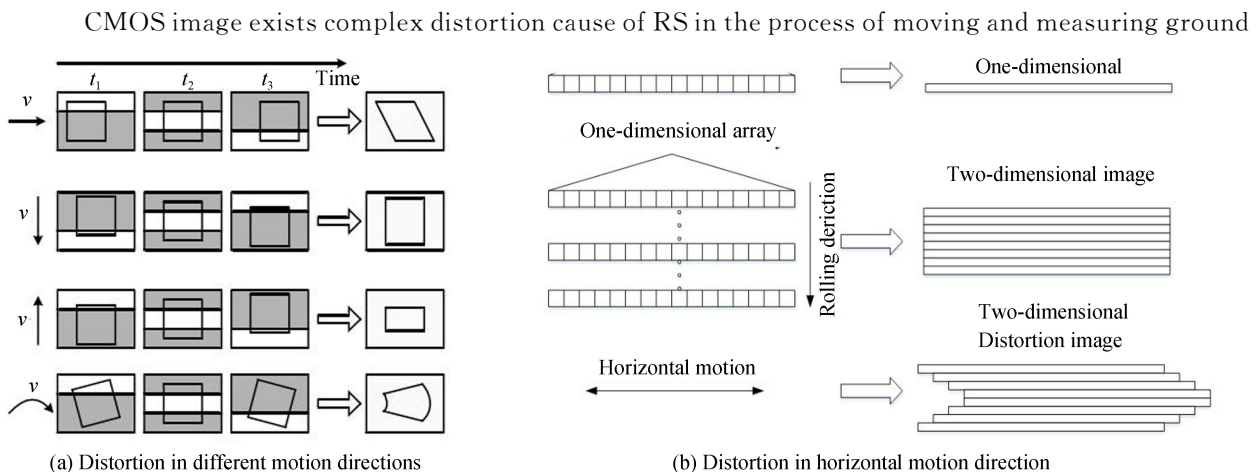 CMOS image exists complex distortion cause of RS in the process of moving and measuring ground
t1 t2 t3 Time
v
v
v
v
(a) Distortion in different motion directions
One-dimensional
One-dimensional array
Two-dimensional image
Rolling deriction
Two-dimensional
Distortion image
Horizontal motion
(b) Distortion in horizontal motion direction